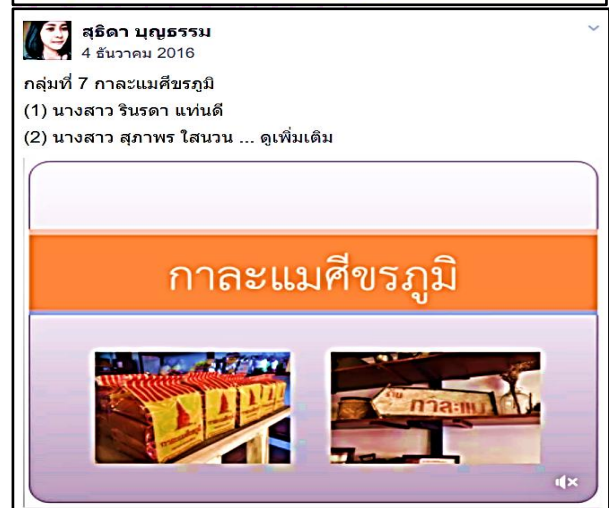 สุธิดา บุญธรรม
4 ธันวาคม 2016
กลุ่มที่ 7 กาละแมศีขรภูมิ
(1) นางสาว รินรดา แท่นดี
(2) นางสาว สุภาพร ใสนวน ... ดูเพิ่มเติม
กาละแมศีขรภูมิ
กาละแม